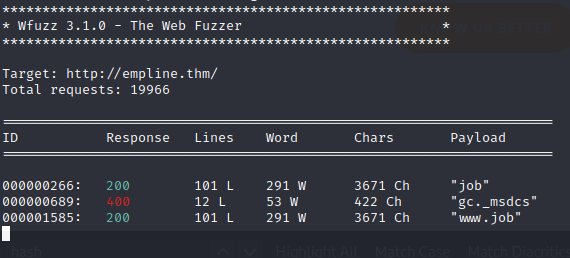 ********************************************************
* Wfuzz 3.1.0 - The Web Fuzzer                         *
********************************************************
Target: http://empline.thm/
Total requests: 19966
=====================================================================
ID           Response   Lines    Word       Chars       Payload
=====================================================================
000000266:   200        101 L    291 W      3671 Ch     "job"
000000689:   400        12 L     53 W       422 Ch      "gc._msdcs"
000001585:   200        101 L    291 W      3671 Ch     "www.job"
hash Highlight All Match Case Match Diacritics